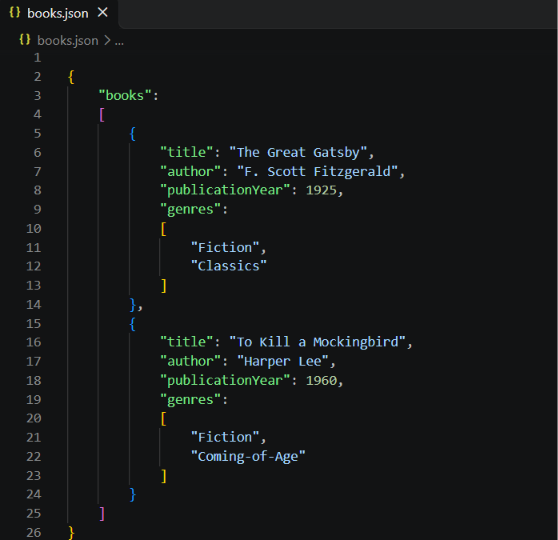 {} books.json ×
{} books.json > ...
1
2 {
3     "books":
4     [
5         {
6             "title": "The Great Gatsby",
7             "author": "F. Scott Fitzgerald",
8             "publicationYear": 1925,
9             "genres":
10             [
11                 "Fiction",
12                 "Classics"
13             ]
14         },
15         {
16             "title": "To Kill a Mockingbird",
17             "author": "Harper Lee",
18             "publicationYear": 1960,
19             "genres":
20             [
21                 "Fiction",
22                 "Coming-of-Age"
23             ]
24         }
25     ]
26 }